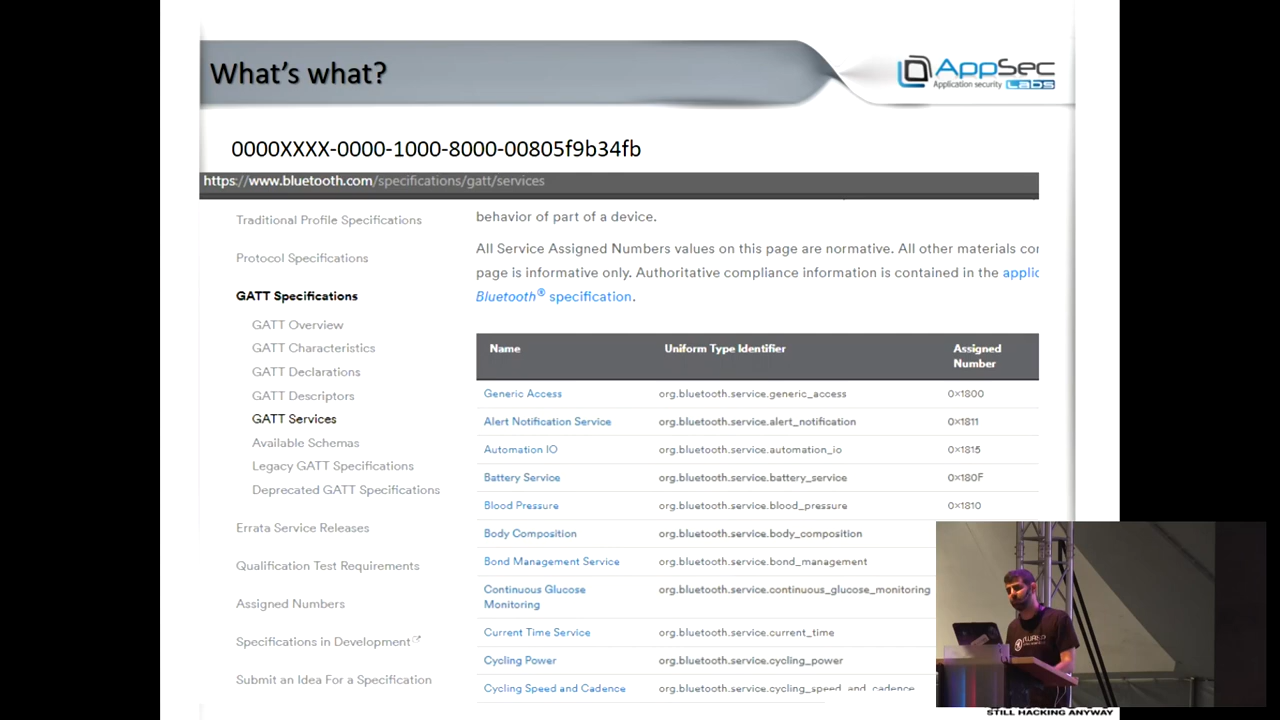 What's what?
AppSec
Application security Labs
0000XXXX-0000-1000-8000-00805f9b34fb
https://www.bluetooth.com/specifications/gatt/services
Traditional Profile Specifications
Protocol Specifications
GATT Specifications
GATT Overview
GATT Characteristics
GATT Declarations
GATT Descriptors
GATT Services
Available Schemas
Legacy GATT Specifications
Deprecated GATT Specifications
Errata Service Releases
Qualification Test Requirements
Assigned Numbers
Specifications in Development
Submit an Idea For a Specification
behavior of part of a device.
All Service Assigned Numbers values on this page are normative. All other materials cor
page is informative only. Authoritative compliance information is contained in the applic
Bluetooth® specification.
Name Uniform Type Identifier Assigned
Number
Generic Access org.bluetooth.service.generic_access 0x1800
Alert Notification Service org.bluetooth.service.alert_notification 0x1811
Automation IO org.bluetooth.service.automation_io 0x1815
Battery Service org.bluetooth.service.battery_service 0x180F
Blood Pressure org.bluetooth.service.blood_pressure 0x1810
Body Composition org.bluetooth.service.body_composition
Bond Management Service org.bluetooth.service.bond_management
Continuous Glucose
Monitoring org.bluetooth.service.continuous_glucose_monitoring
Current Time Service org.bluetooth.service.current_time
Cycling Power org.bluetooth.service.cycling_power
Cycling Speed and Cadence org.bluetooth.service.cycling_speed_and_cadence
STILL HACKING ANYWAY